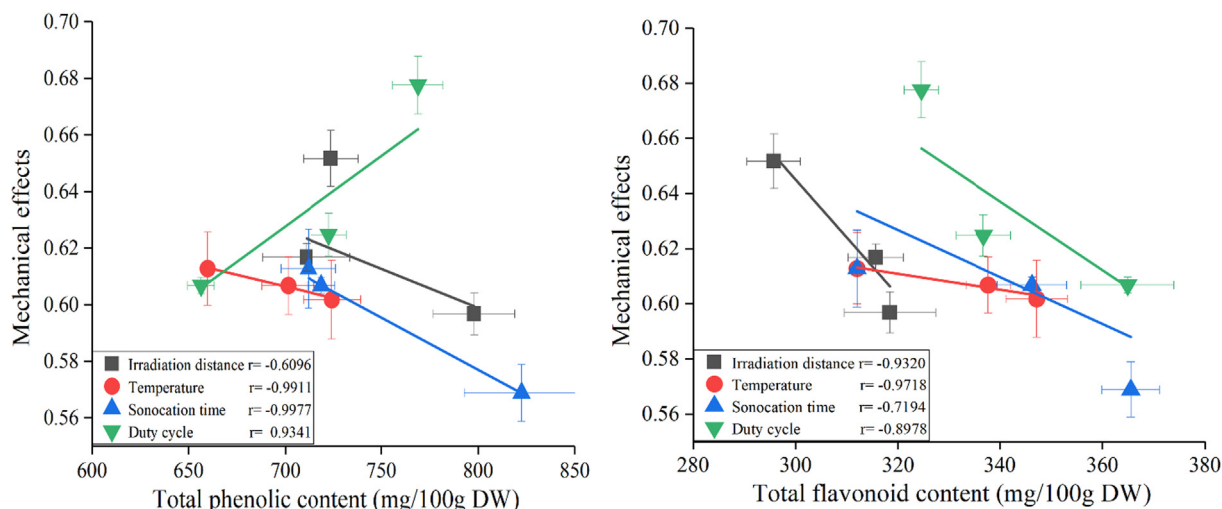 0.70
0.68
0.66
0.64
0.62
0.60
0.58
0.56
Mechanical effects
Irradiation distance r= -0.6096
Temperature r= -0.9911
Sonocation time r= -0.9977
Duty cycle r= 0.9341
600 650 700 750 800 850
Total phenolic content (mg/100g DW)
0.70
0.68
0.66
0.64
0.62
0.60
0.58
0.56
Mechanical effects
Irradiation distance r= -0.9320
Temperature r= -0.9718
Sonocation time r= -0.7194
Duty cycle r= -0.8978
280 300 320 340 360 380
Total flavonoid content (mg/100g DW)